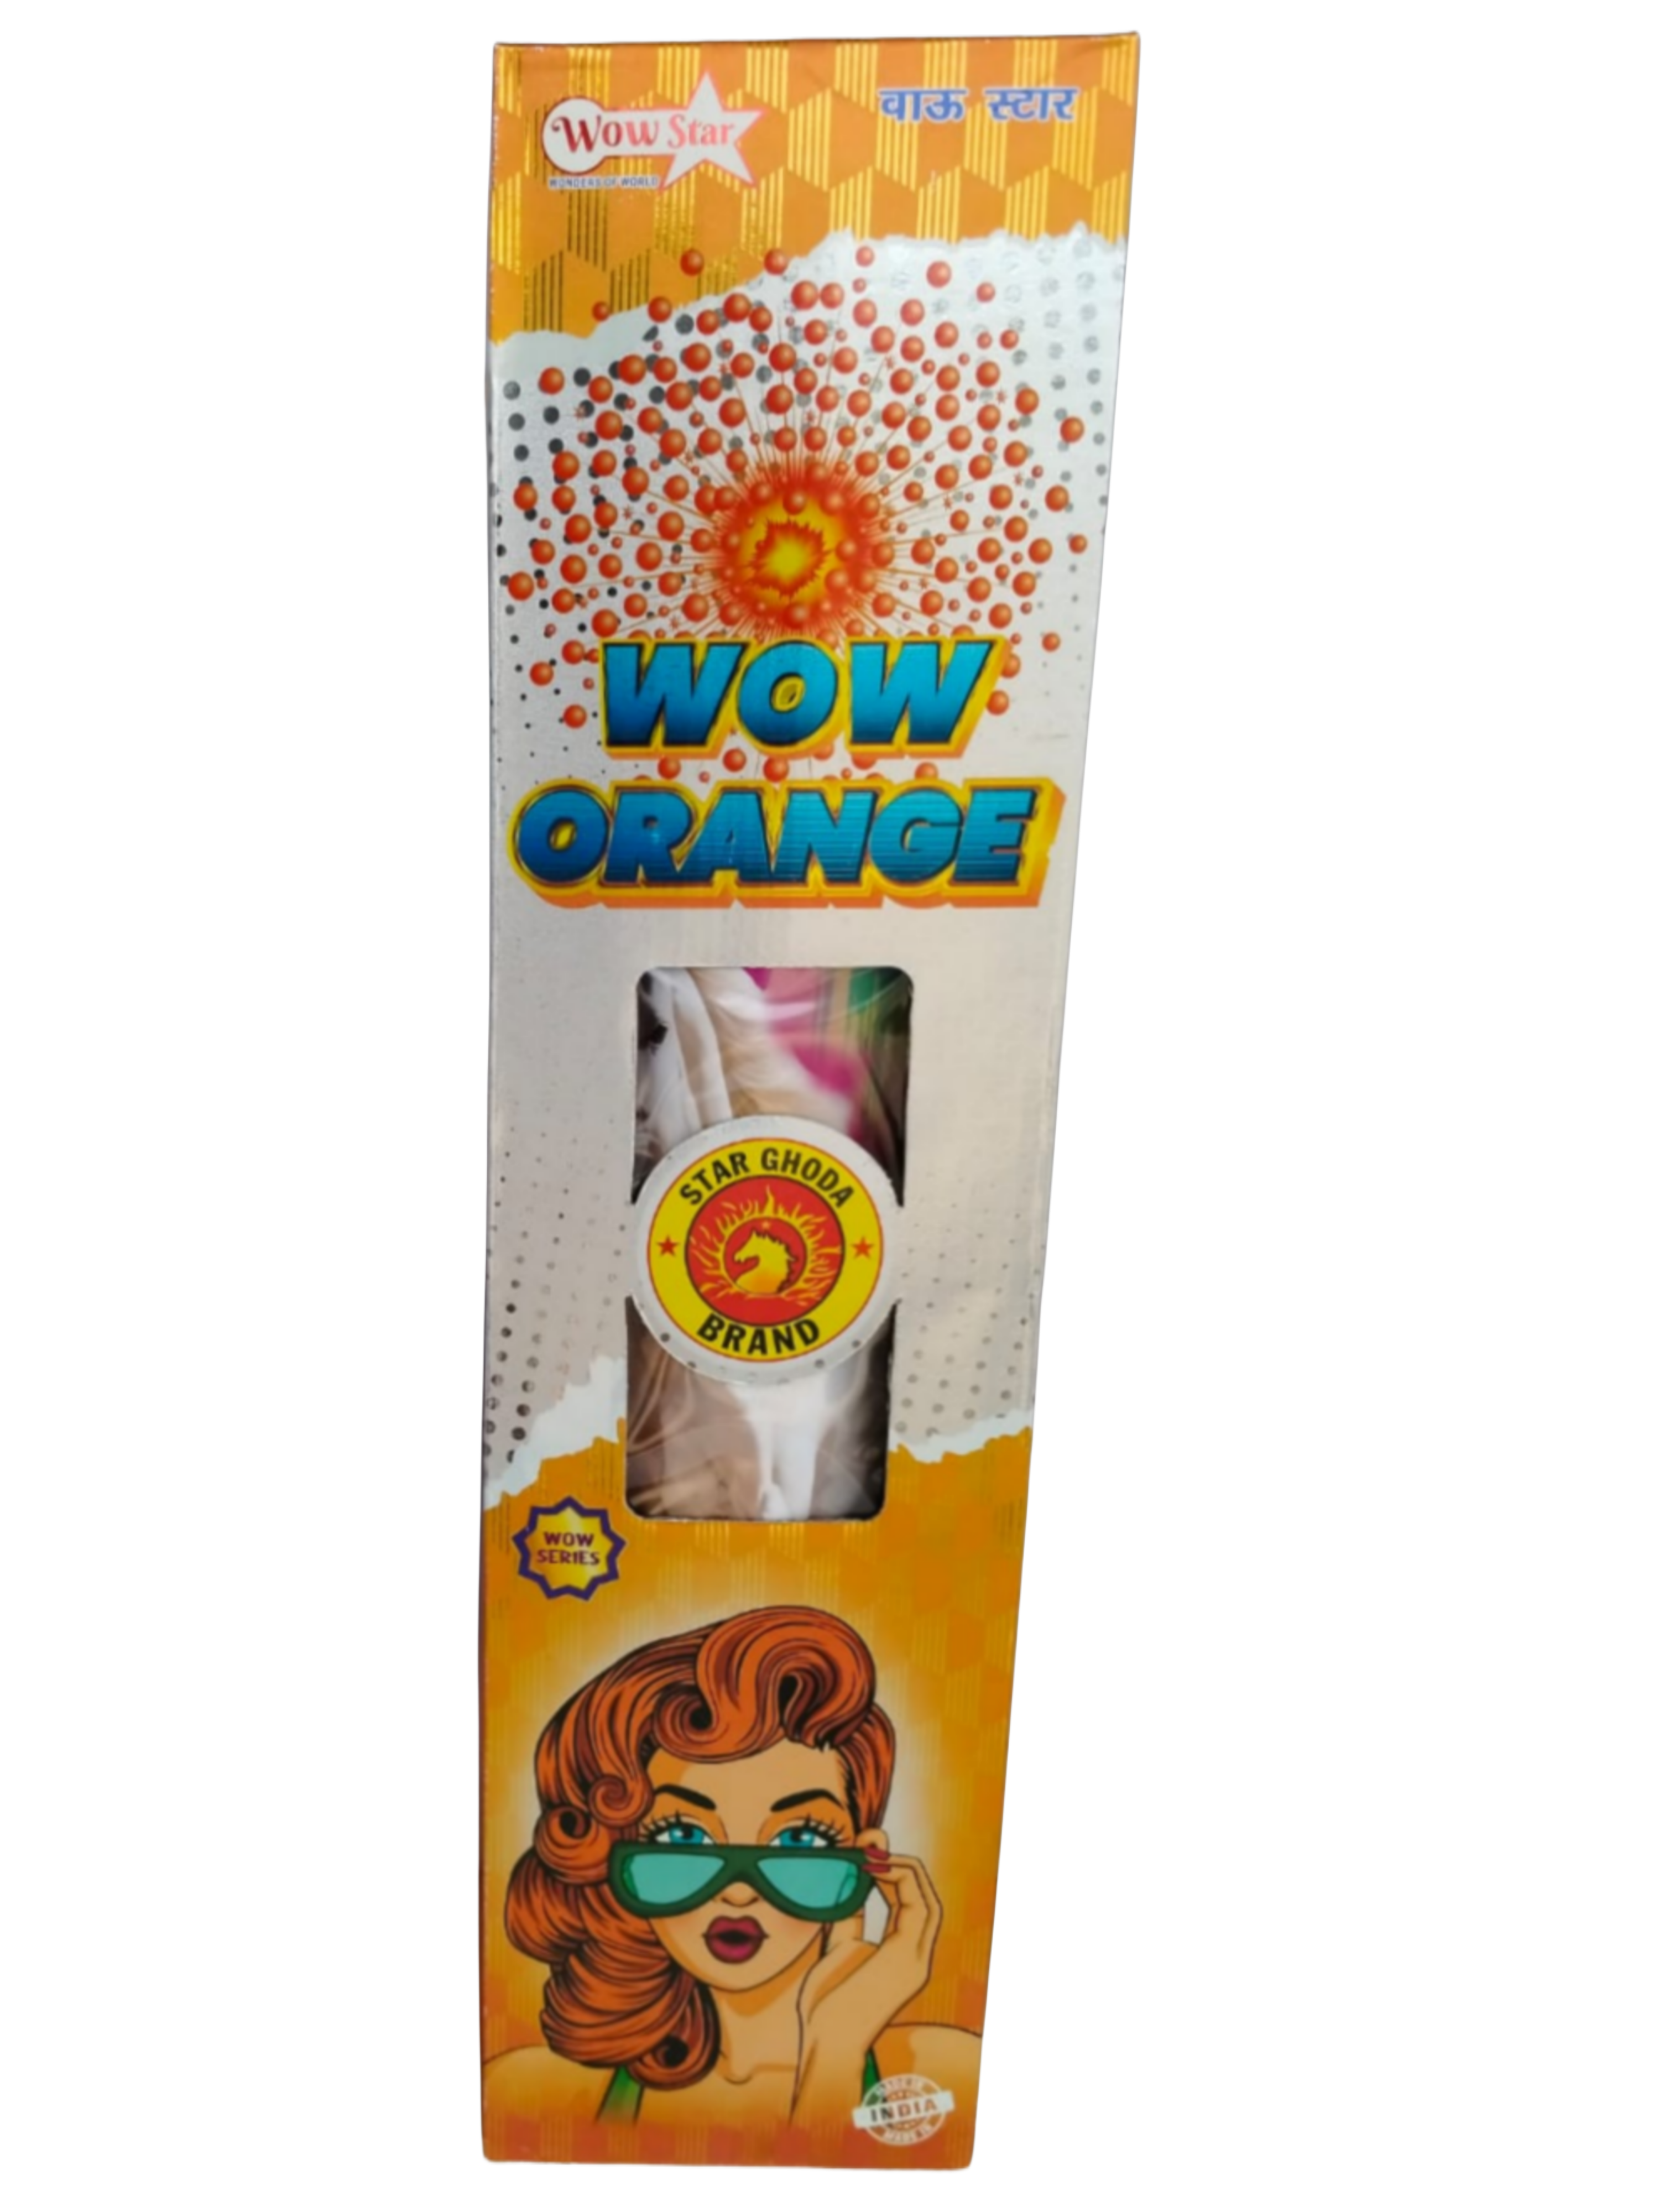 Wow Star
WONDERS OF WORLD
वाऊ स्टार
WOW
ORANGE
STAR GHODA
BRAND
WOW
SERIES
INDIA